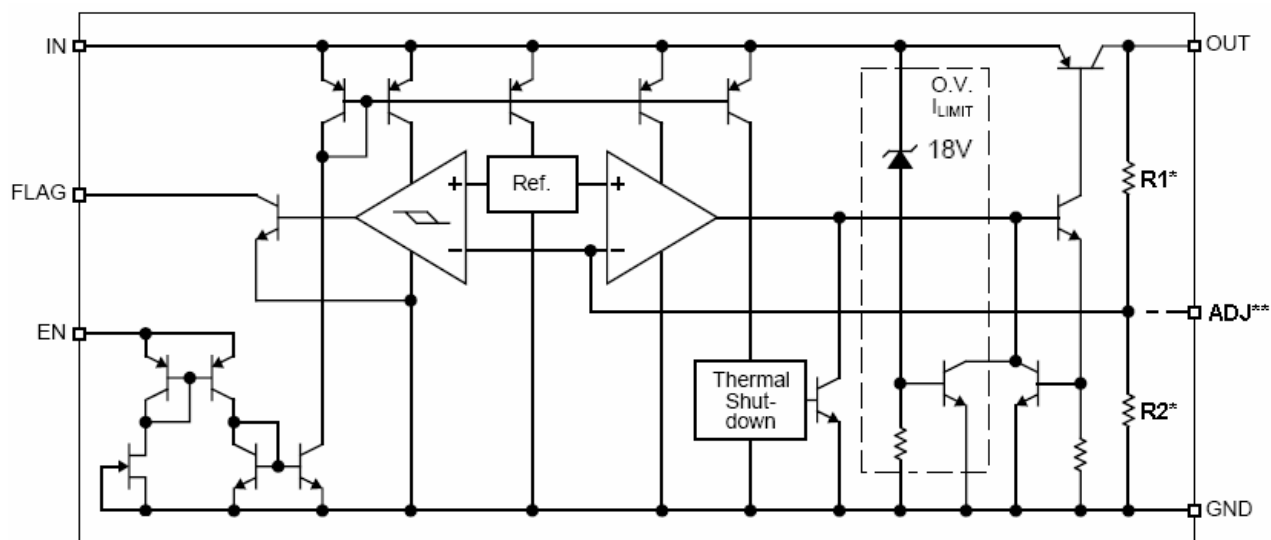 IN
OUT
O.V.
ILIMIT
18V
R1*
FLAG
+
Ref.
+
−
−
ADJ**
EN
Thermal
Shut-
down
R2*
GND